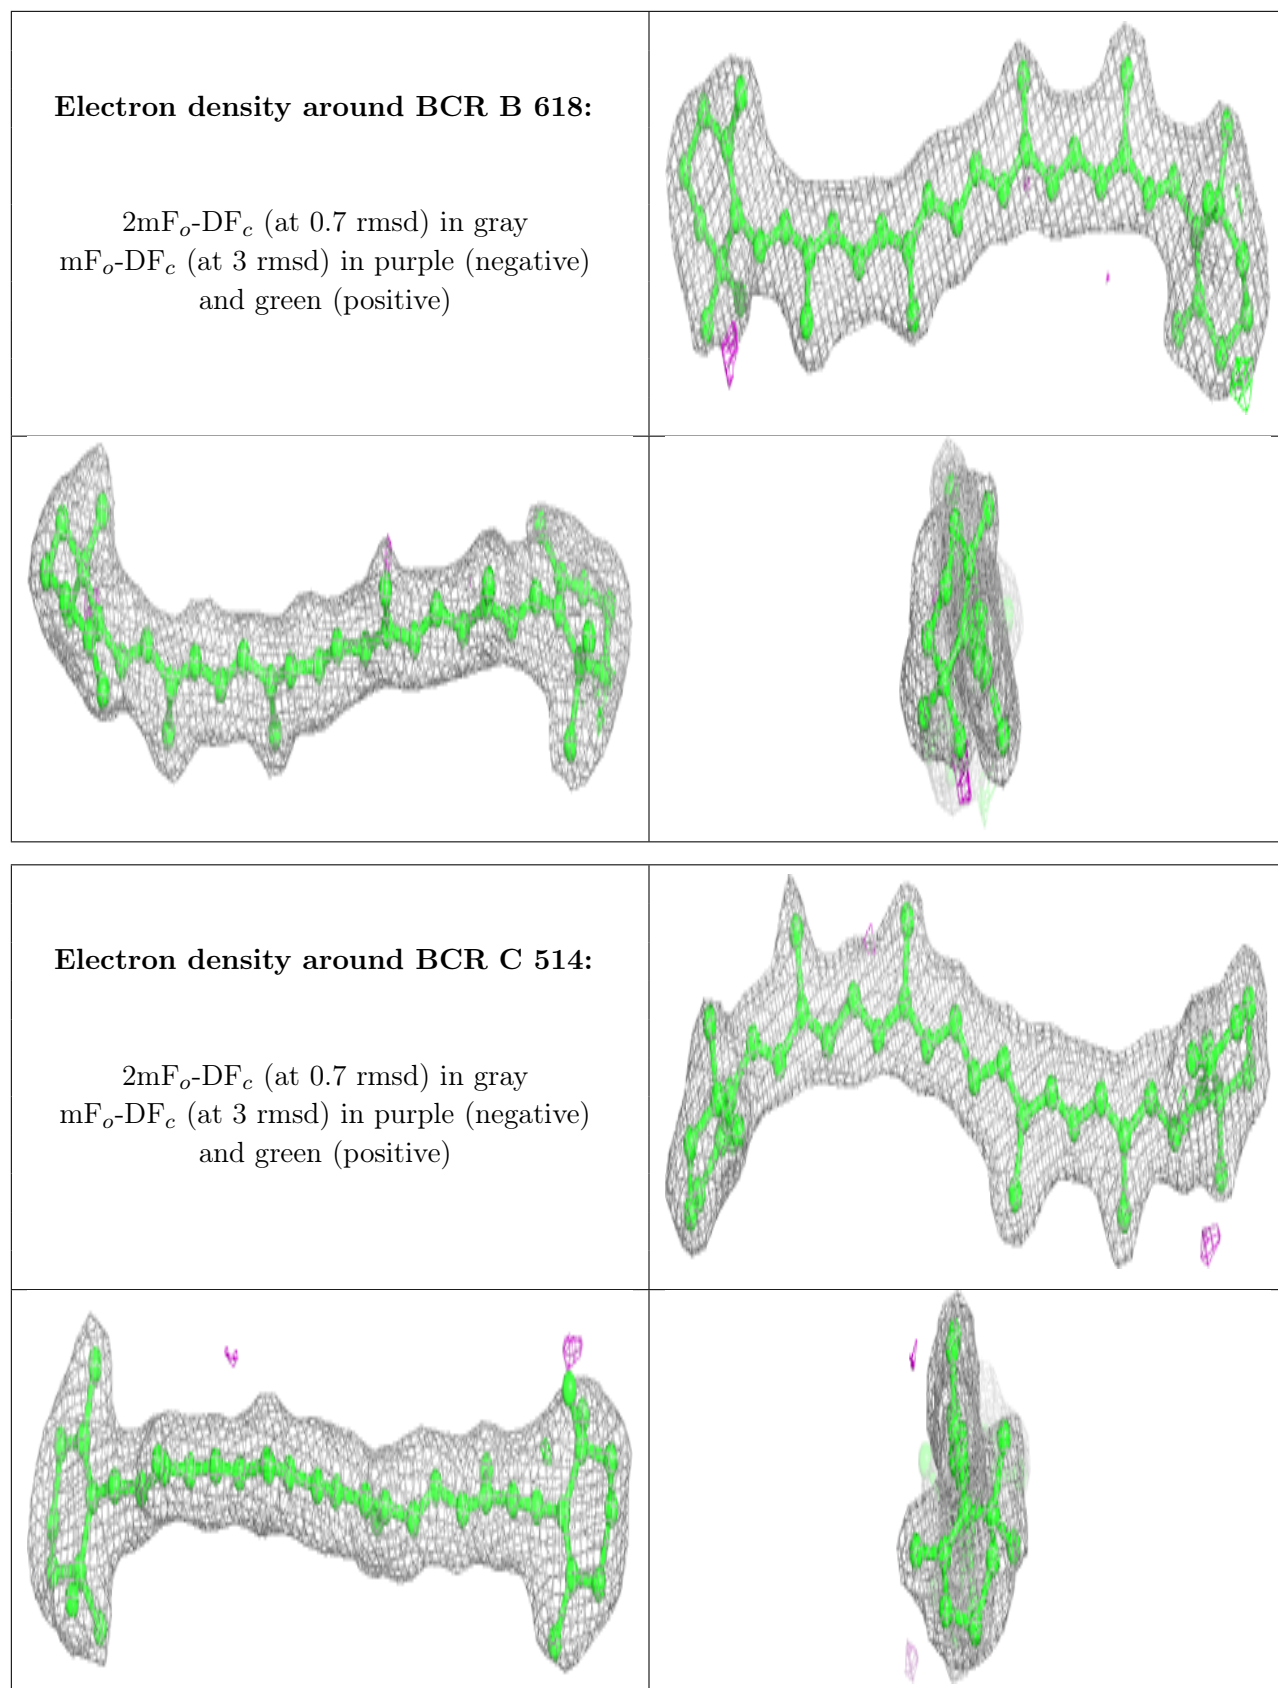 Electron density around BCR B 618:
2mFo-DFc (at 0.7 rmsd) in gray
mFo-DFc (at 3 rmsd) in purple (negative)
and green (positive)
Electron density around BCR C 514:
2mFo-DFc (at 0.7 rmsd) in gray
mFo-DFc (at 3 rmsd) in purple (negative)
and green (positive)